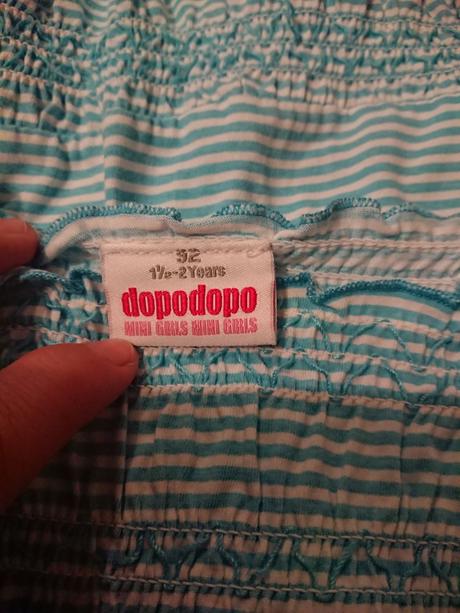 92
1½-2 Years
dopodopo
MINI GIRLS MINI GIRLS